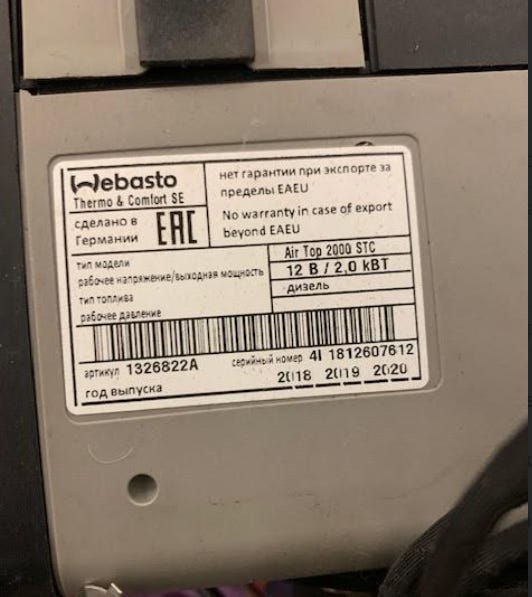 Webasto
Thermo & Comfort SE
сделано в
Германии
EAC
нет гарантии при экспорте за
пределы EAEU
No warranty in case of export
beyond EAEU
тип модели
Air Top 2000 STC
рабочее напряжение/выходная мощность
12 В / 2,0 кВТ
тип топлива
дизель
рабочее давление
артикул 1326822A
серийный номер 4I 1812607612
год выпуска
2018 2019 2020